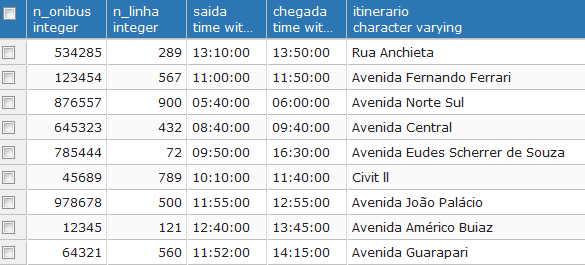 n_onibus n_linha saida chegada itinerario
integer integer time wit... time wit... character varying
534285 289 13:10:00 13:50:00 Rua Anchieta
123454 567 11:00:00 11:50:00 Avenida Fernando Ferrari
876557 900 05:40:00 06:00:00 Avenida Norte Sul
645323 432 08:40:00 09:40:00 Avenida Central
785444 72 09:50:00 16:30:00 Avenida Eudes Scherrer de Souza
45689 789 10:10:00 11:40:00 Civit ll
978678 500 11:55:00 12:55:00 Avenida João Palácio
12345 121 12:40:00 13:45:00 Avenida Américo Buiaz
64321 560 11:52:00 14:15:00 Avenida Guarapari